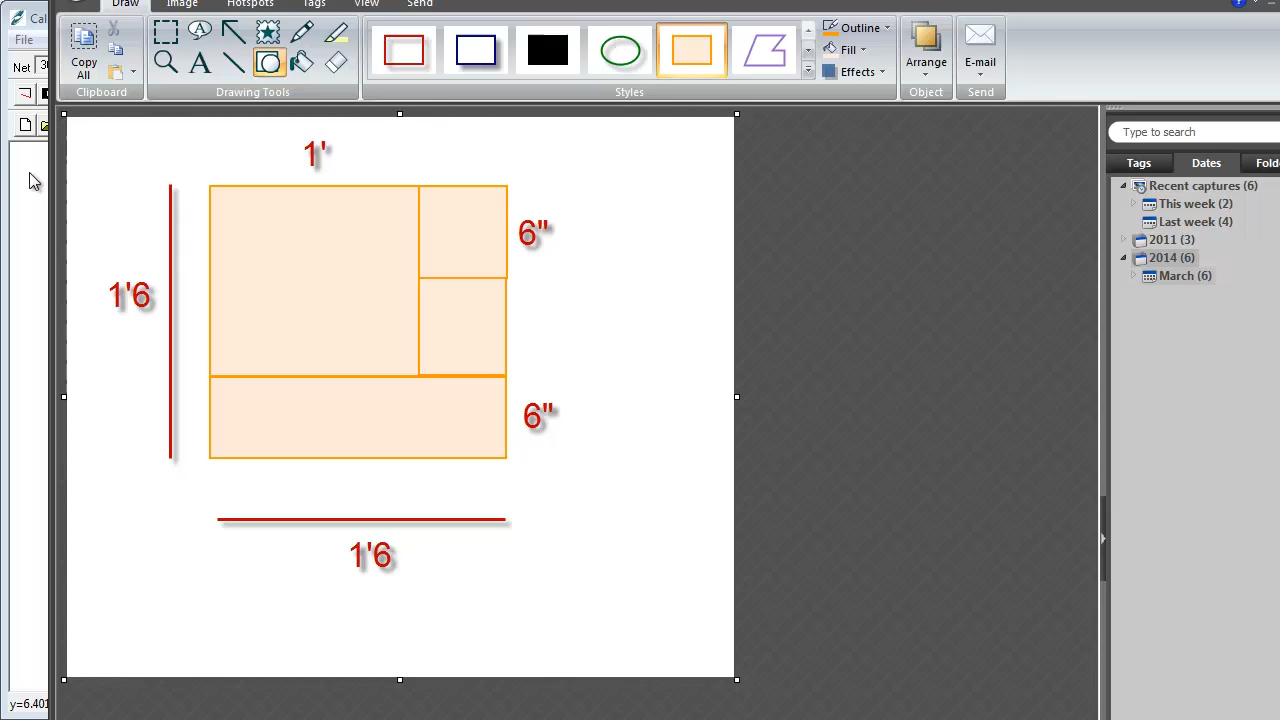 Cal
Draw
Image
Hotspots
Tags
View
Send
File
Net
Copy
All
Outline
Fill
Effects
Arrange
E-mail
Clipboard
Drawing Tools
Styles
Object
Send
Type to search
Tags
Dates
Fold
Recent captures (6)
This week (2)
Last week (4)
2011 (3)
2014 (6)
March (6)
1'
6"
1'6
6"
1'6
y=6.401